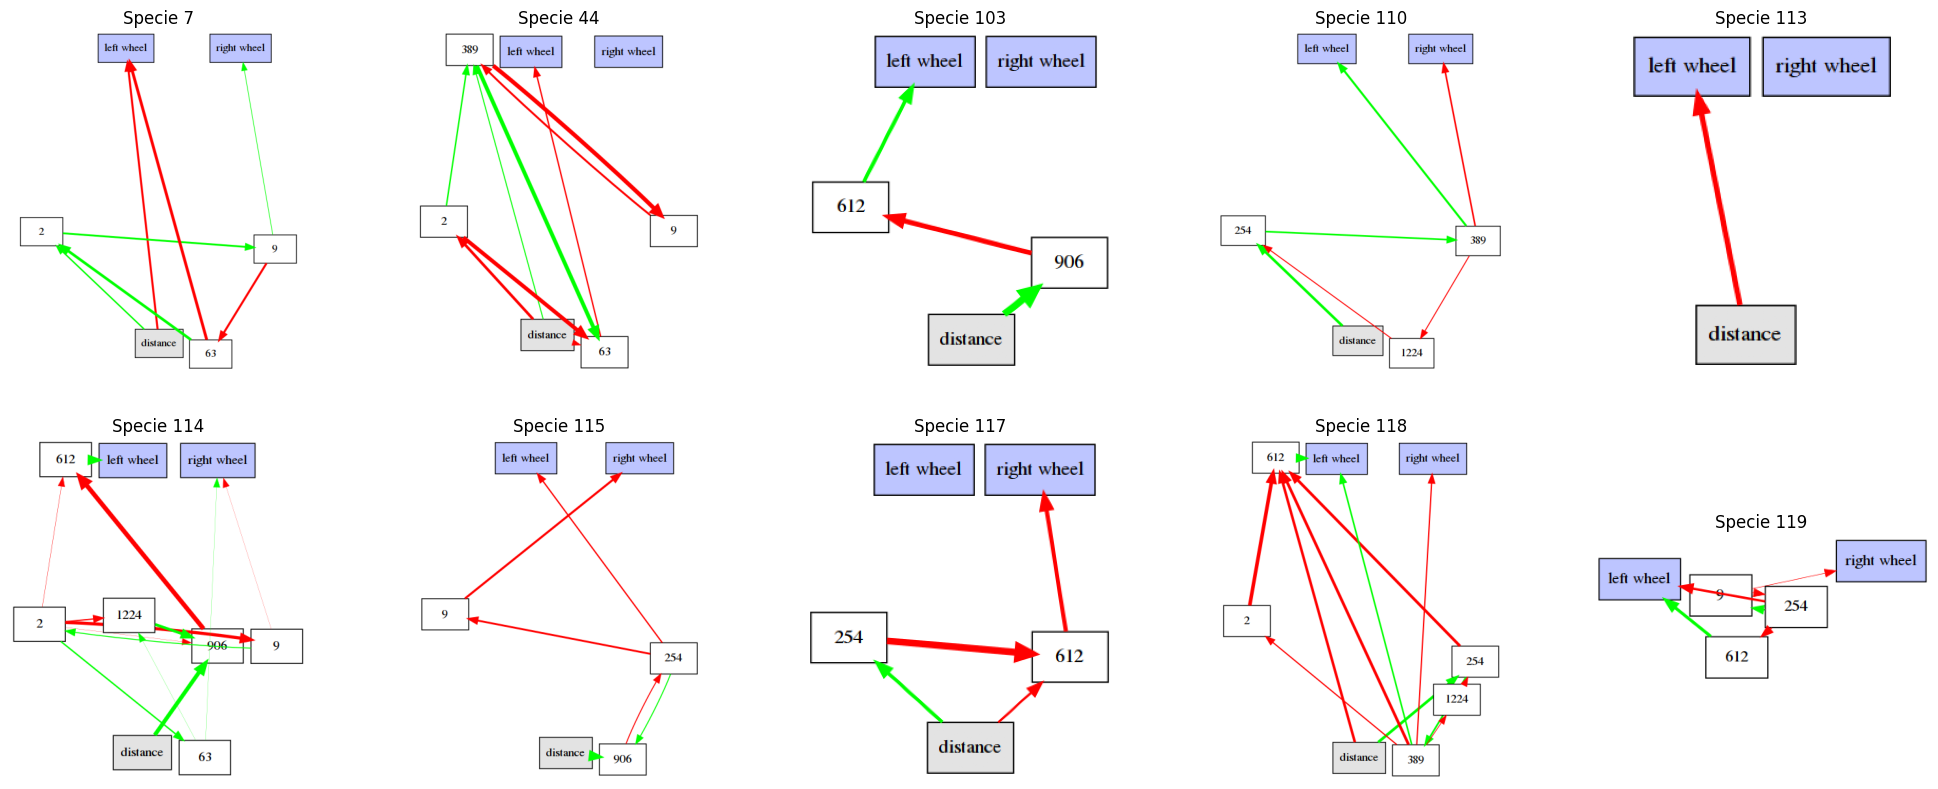 Specie 7
left wheel
right wheel
2
9
distance
63
Specie 44
389
left wheel
right wheel
2
9
distance
63
Specie 103
left wheel
right wheel
612
906
distance
Specie 110
left wheel
right wheel
254
389
distance
1224
Specie 113
left wheel
right wheel
distance
Specie 114
612
left wheel
right wheel
2
1224
906
9
distance
63
Specie 115
left wheel
right wheel
9
254
distance
906
Specie 117
left wheel
right wheel
254
612
distance
Specie 118
612
left wheel
right wheel
2
254
1224
distance
389
Specie 119
left wheel
right wheel
9
254
612